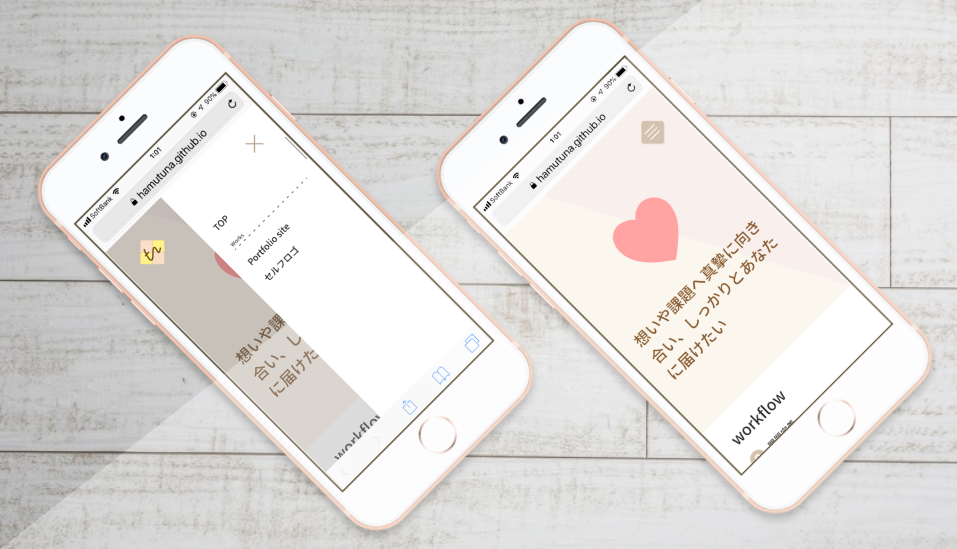 SoftBank 1:01 90%
hamutuna.github.io
TOP
Works
Portfolio site
セルフロゴ
想いや課
合い、し
に届けた
workflow
SoftBank 1:01 90%
hamutuna.github.io
想いや課題へ真摯に向き
合い、しっかりとあなた
に届けたい
workflow